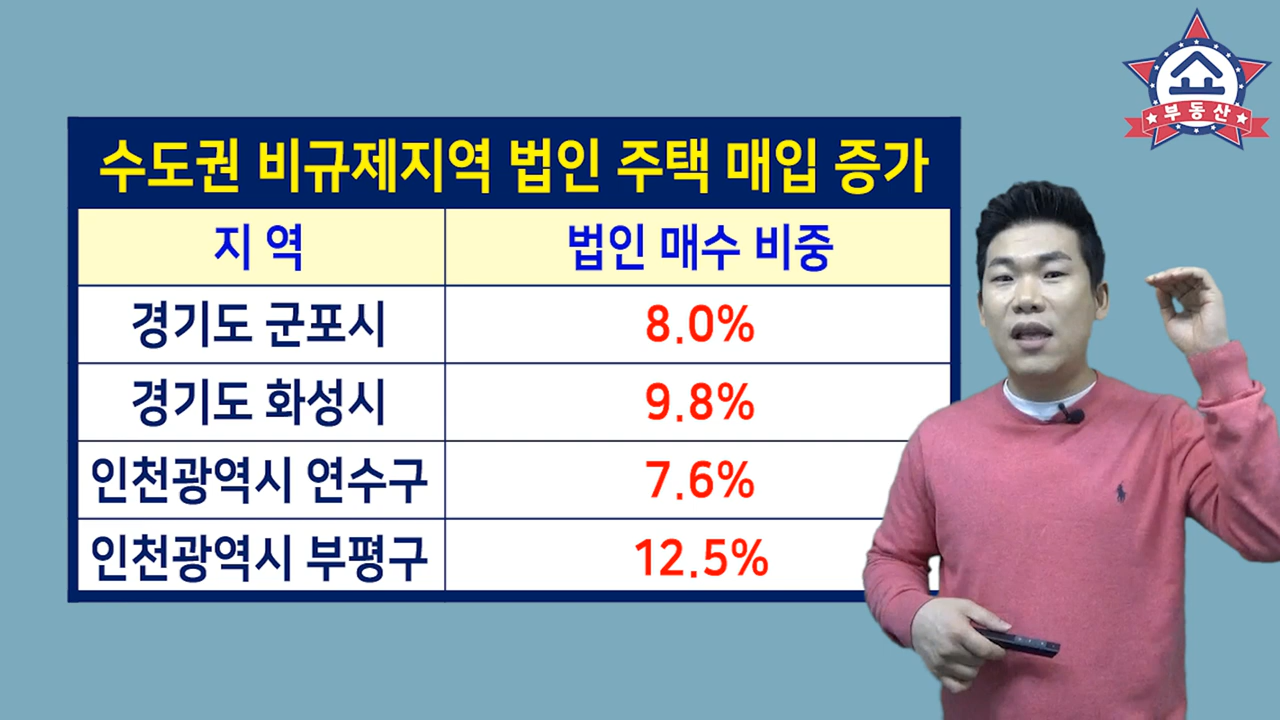 부동산
수도권 비규제지역 법인 주택 매입 증가
지 역 법인 매수 비중
경기도 군포시 8.0%
경기도 화성시 9.8%
인천광역시 연수구 7.6%
인천광역시 부평구 12.5%